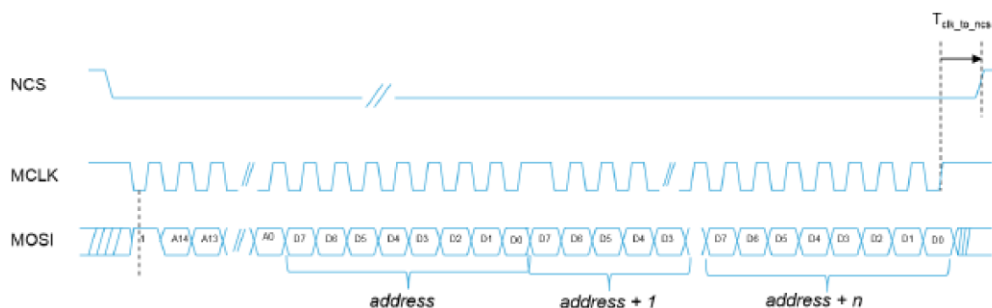 T_clk_to_ncs
NCS
MCLK
MOSI 1 A14 A13 A0 D7 D6 D5 D4 D3 D2 D1 D0 D7 D6 D5 D4 D3 D7 D6 D5 D4 D3 D2 D1 D0
address address + 1 address + n